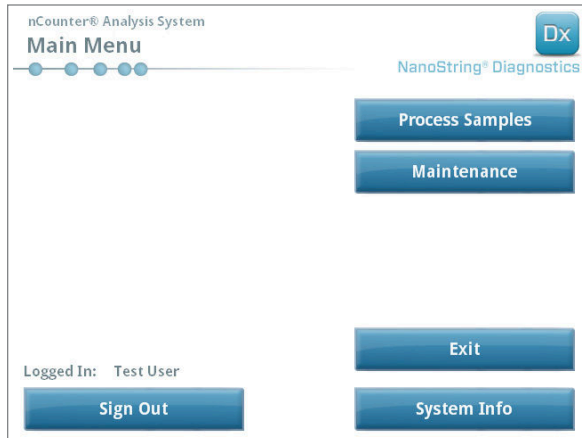 nCounter® Analysis System
Main Menu
Dx
NanoString® Diagnostics
Process Samples
Maintenance
Exit
Logged In: Test User
Sign Out
System Info